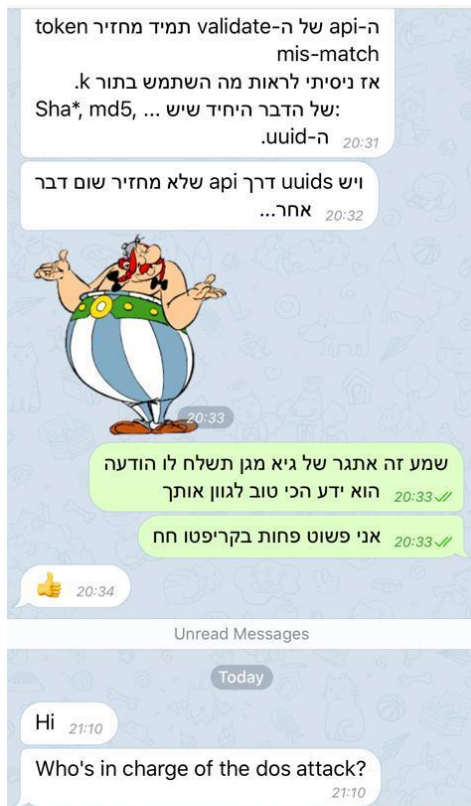 ה-api של ה-validate תמיד מחזיר token
mis-match
אז ניסיתי לראות מה השתמש בתור k.
:של הדבר היחיד שיש ... ,Sha*, md5
ה-uuid.
20:31
ויש uuids דרך api שלא מחזיר שום דבר
אחר...
20:32
20:33
שמע זה אתגר של גיא מגן תשלח לו הודעה
הוא ידע הכי טוב לגוון אותך
20:33
אני פשוט פחות בקריפטו חח
20:33
20:34
Unread Messages
Today
Hi
21:10
Who's in charge of the dos attack?
21:10